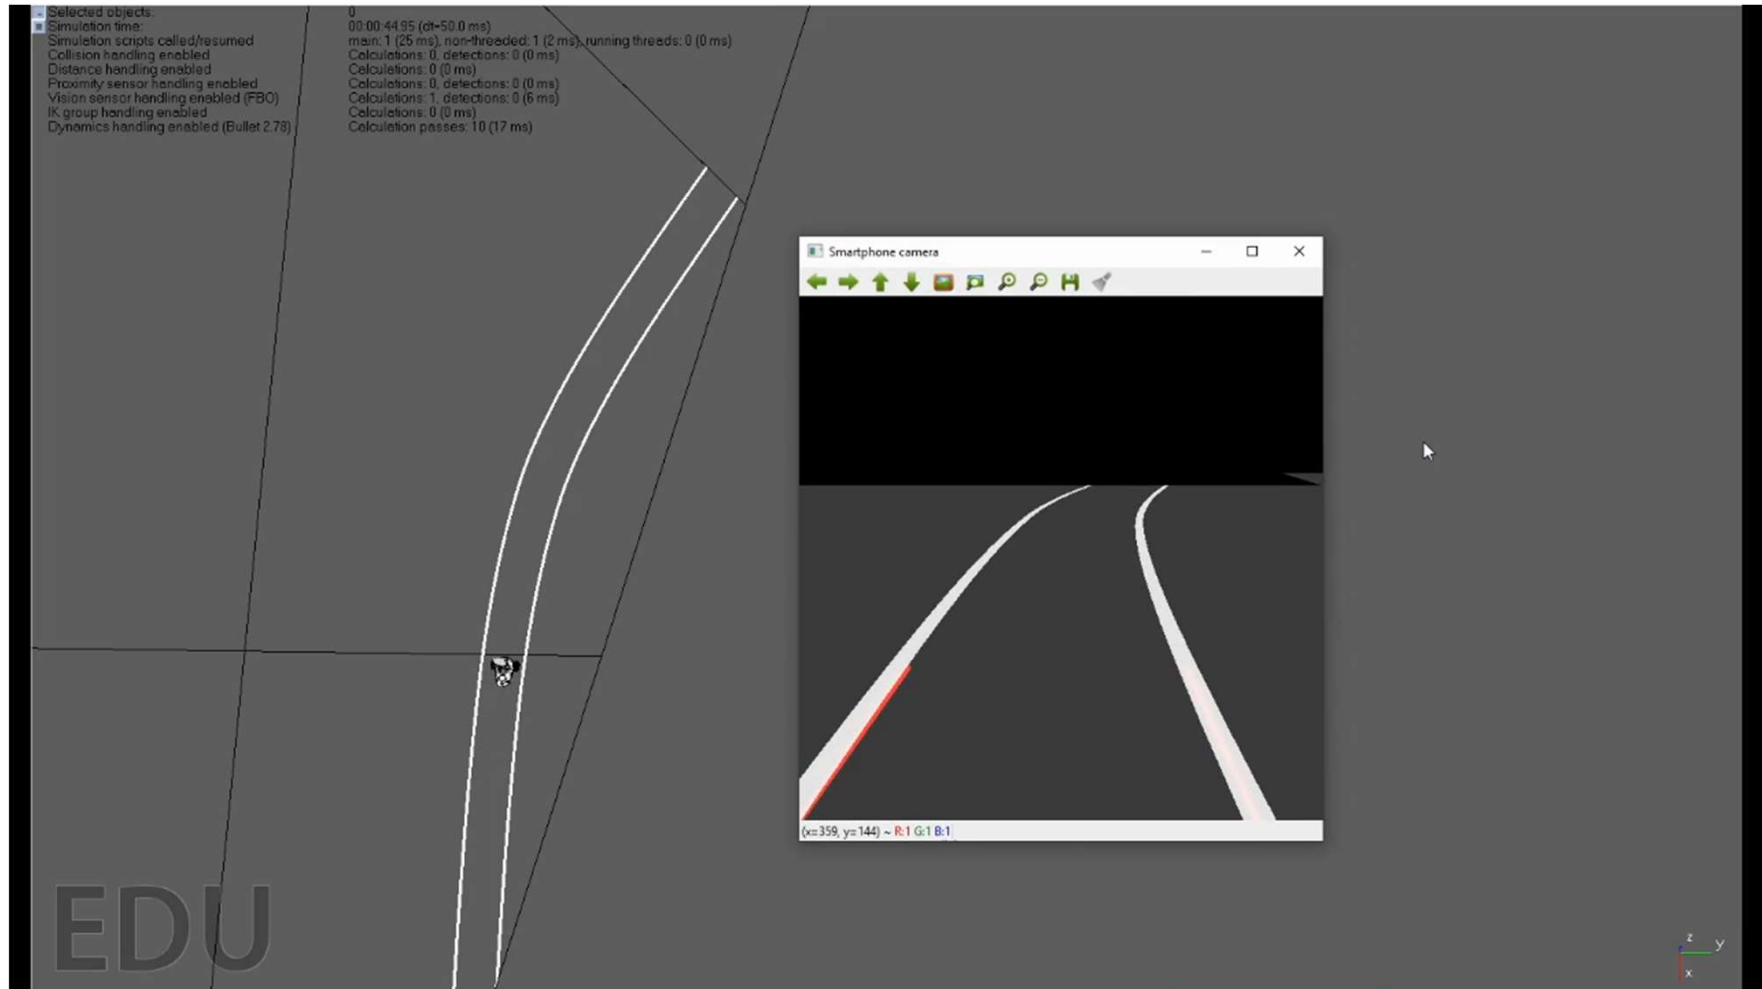 Selected objects: 0
Simulation time: 00:00:44.95 (dt=50.0 ms)
Simulation scripts called/resumed main: 1 (25 ms), non-threaded: 1 (2 ms), running threads: 0 (0 ms)
Collision handling enabled Calculations: 0, detections: 0 (0 ms)
Distance handling enabled Calculations: 0 (0 ms)
Proximity sensor handling enabled Calculations: 0, detections: 0 (0 ms)
Vision sensor handling enabled (FBO) Calculations: 1, detections: 0 (6 ms)
IK group handling enabled Calculations: 0 (0 ms)
Dynamics handling enabled (Bullet 2.78) Calculation passes: 10 (17 ms)
Smartphone camera
(x=359, y=144) ~ R:1 G:1 B:1
EDU
z
y
x